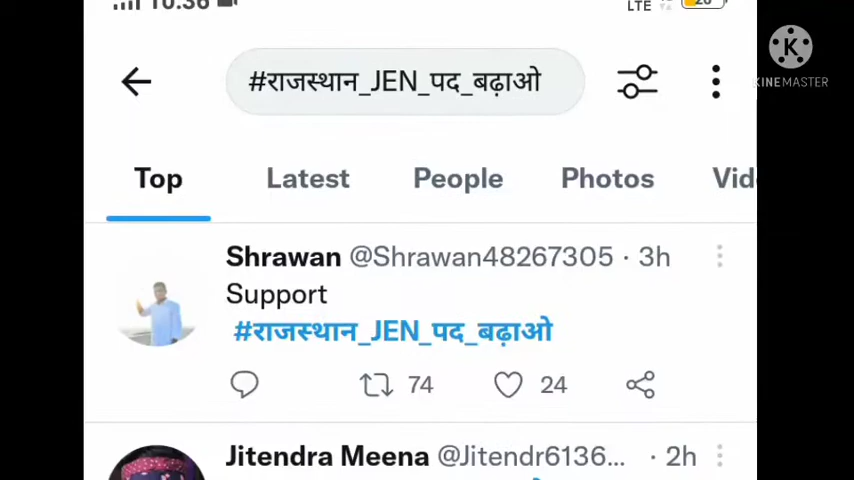 10:36
LTE
#राजस्थान_JEN_पद_बढ़ाओ
K
KINEMASTER
Top Latest People Photos
Shrawan @Shrawan48267305 · 3h
Support
#राजस्थान_JEN_पद_बढ़ाओ
74 24
Jitendra Meena @Jitendr6136... · 2h